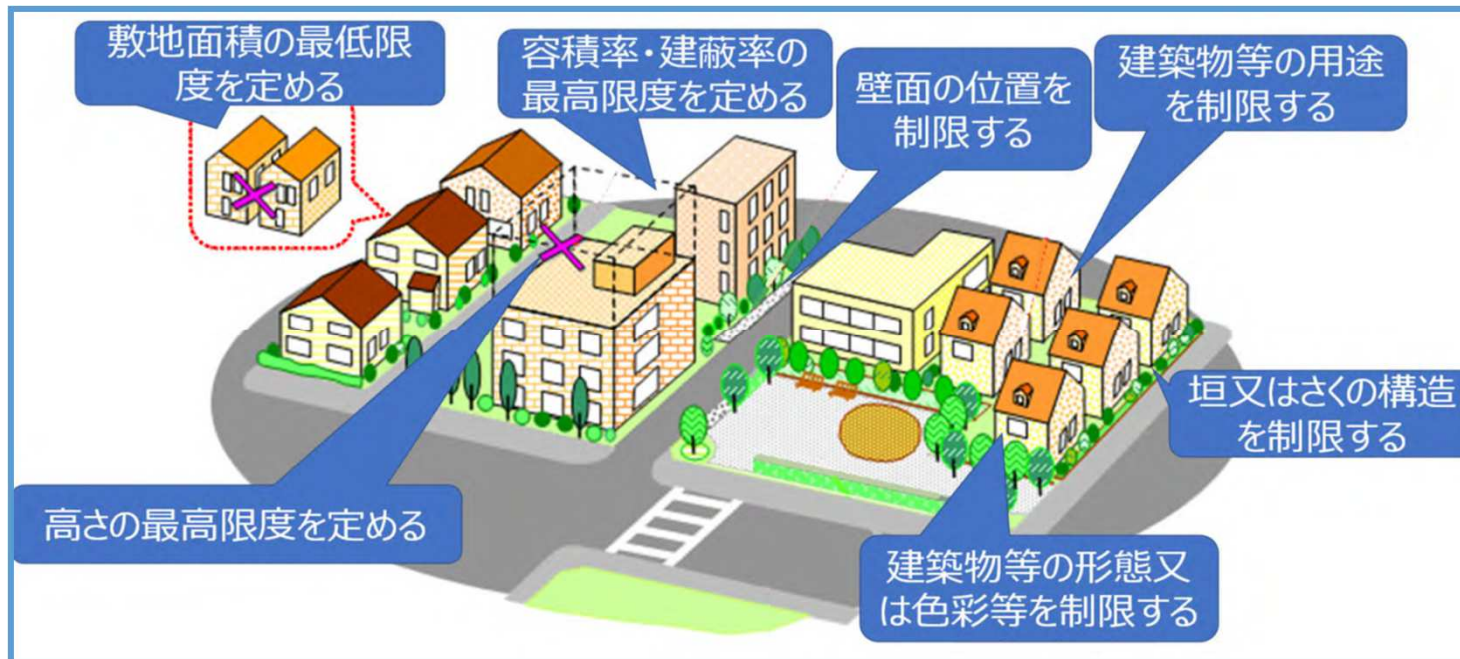 敷地面積の最低限
度を定める
容積率・建蔽率の
最高限度を定める
壁面の位置を
制限する
建築物等の用途
を制限する
垣又はさくの構造
を制限する
高さの最高限度を定める
建築物等の形態又
は色彩等を制限する